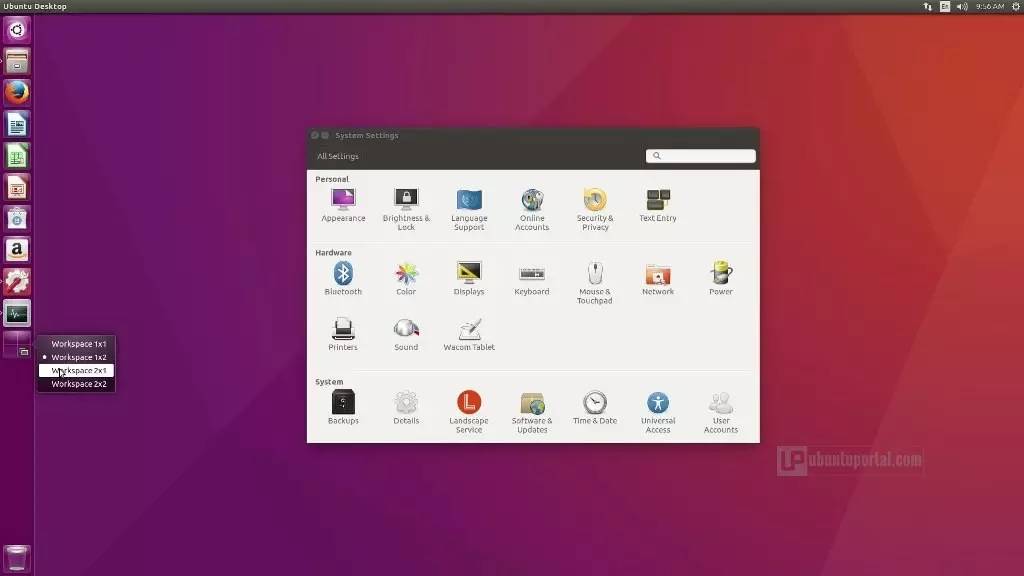 Ubuntu Desktop
En
9:56 AM
System Settings
All Settings
Personal
Appearance
Brightness &
Lock
Language
Support
Online
Accounts
Security &
Privacy
Text Entry
Hardware
Bluetooth
Color
Displays
Keyboard
Mouse &
Touchpad
Network
Power
Printers
Sound
Wacom Tablet
System
Backups
Details
Landscape
Service
Software &
Updates
Time & Date
Universal
Access
User
Accounts
a
Workspace 1x1
Workspace 1x2
Workspace 2x1
Workspace 2x2
UP ubuntuportal.com